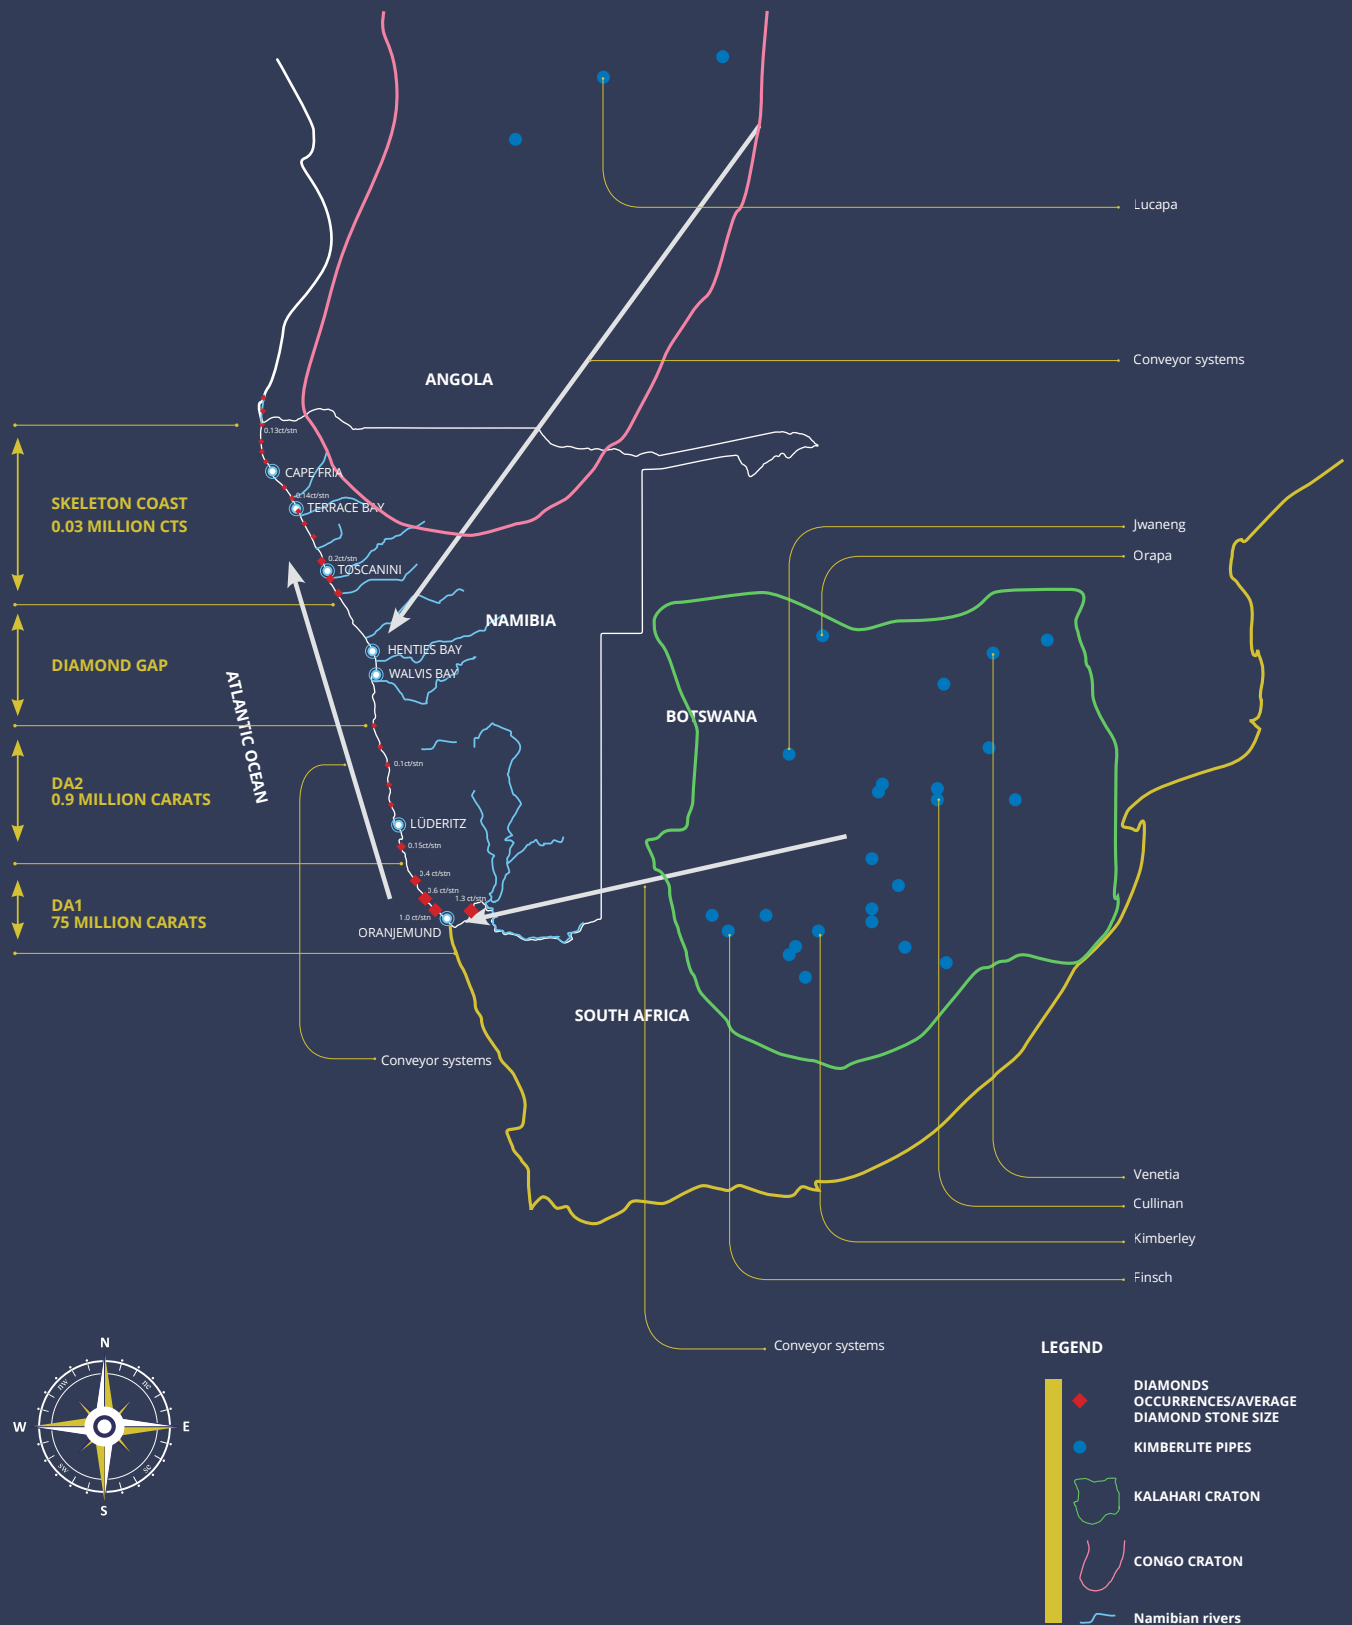 Lucapa
Conveyor systems
ANGOLA
0.13ct/stn
CAPE FRIA
0.14ct/stn
TERRACE BAY
SKELETON COAST
0.03 MILLION CTS
0.2ct/stn
TOSCANINI
Jwaneng
Orapa
NAMIBIA
HENTIES BAY
DIAMOND GAP
WALVIS BAY
BOTSWANA
ATLANTIC OCEAN
0.1ct/stn
DA2
0.9 MILLION CARATS
LÜDERITZ
0.15ct/stn
0.4 ct/stn
0.6 ct/stn
1.3 ct/stn
DA1
75 MILLION CARATS
1.0 ct/stn
ORANJEMUND
SOUTH AFRICA
Conveyor systems
Venetia
Cullinan
Kimberley
Finsch
Conveyor systems
N
nw
ne
W
E
sw
se
S
LEGEND
DIAMONDS
OCCURRENCES/AVERAGE
DIAMOND STONE SIZE
KIMBERLITE PIPES
KALAHARI CRATON
CONGO CRATON
Namibian rivers